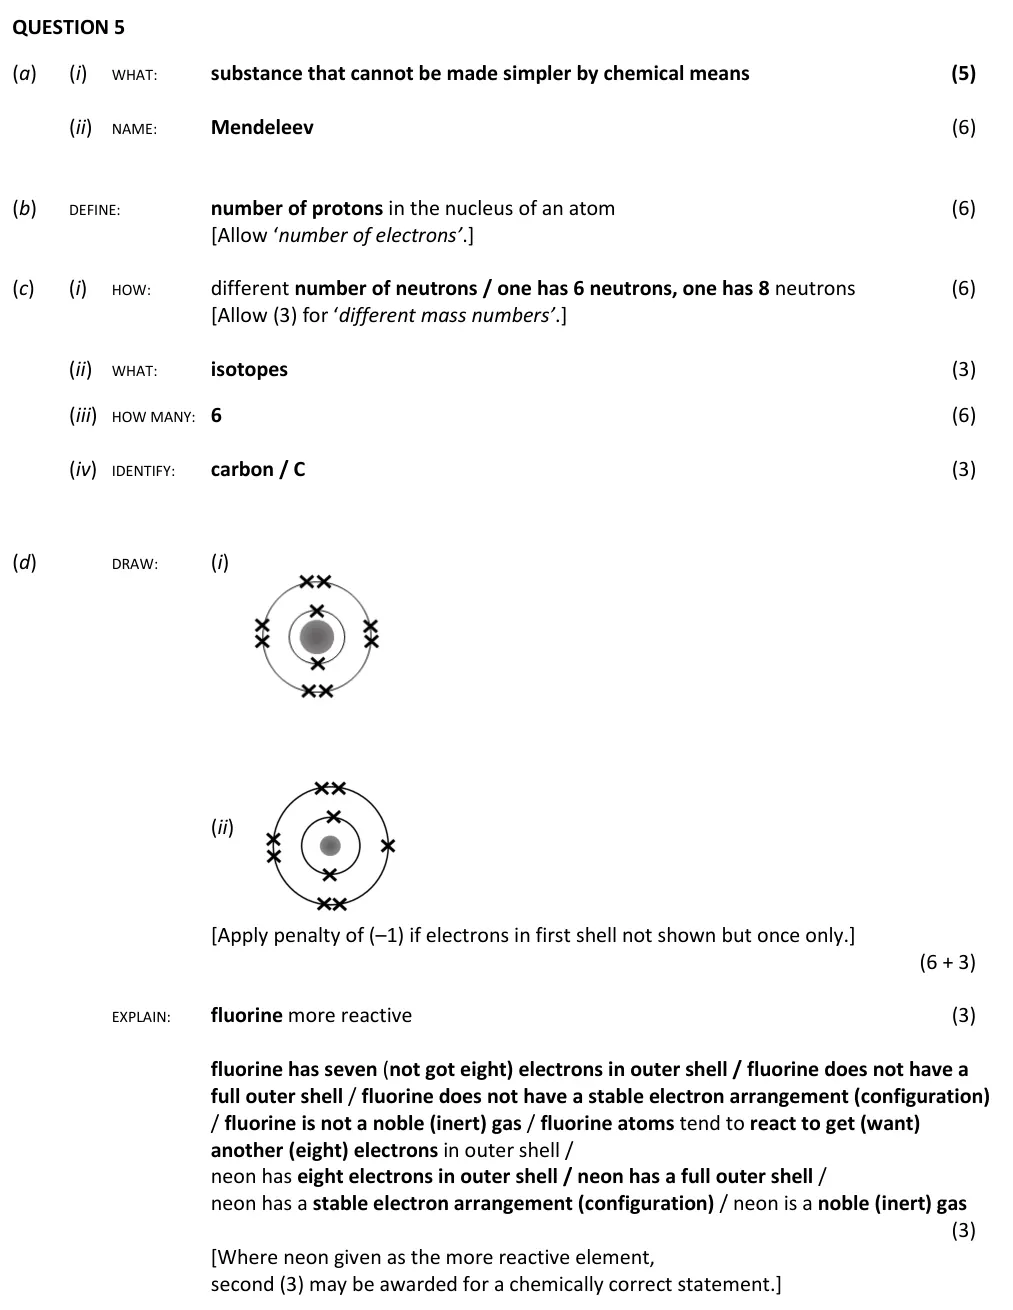 QUESTION 5
(a) (i) WHAT: substance that cannot be made simpler by chemical means (5)
(ii) NAME: Mendeleev (6)
(b) DEFINE: number of protons in the nucleus of an atom (6)
[Allow ‘number of electrons’.]
(c) (i) HOW: different number of neutrons / one has 6 neutrons, one has 8 neutrons (6)
[Allow (3) for ‘different mass numbers’.]
(ii) WHAT: isotopes (3)
(iii) HOW MANY: 6 (6)
(iv) IDENTIFY: carbon / C (3)
(d) DRAW: (i)
(ii)
[Apply penalty of (–1) if electrons in first shell not shown but once only.]
(6 + 3)
EXPLAIN: fluorine more reactive (3)
fluorine has seven (not got eight) electrons in outer shell / fluorine does not have a
full outer shell / fluorine does not have a stable electron arrangement (configuration)
/ fluorine is not a noble (inert) gas / fluorine atoms tend to react to get (want)
another (eight) electrons in outer shell /
neon has eight electrons in outer shell / neon has a full outer shell /
neon has a stable electron arrangement (configuration) / neon is a noble (inert) gas
(3)
[Where neon given as the more reactive element,
second (3) may be awarded for a chemically correct statement.]